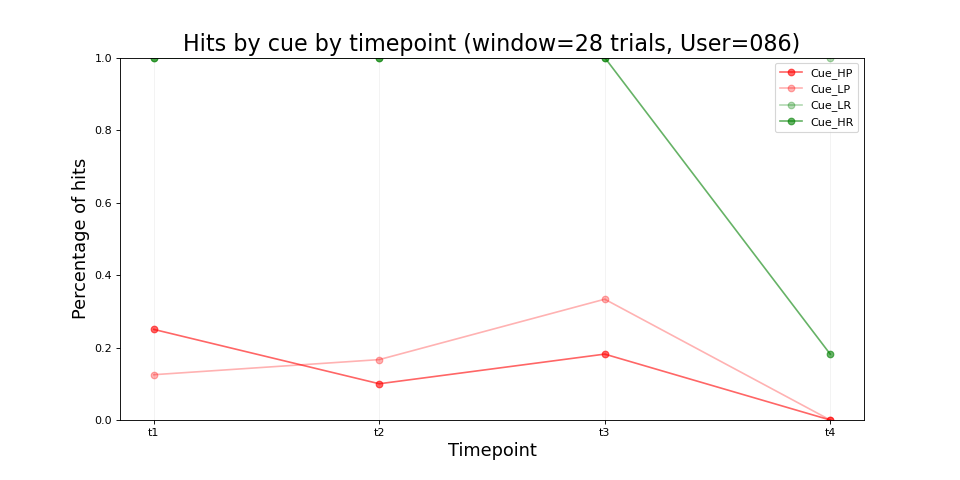 Hits by cue by timepoint (window=28 trials, User=086)
Percentage of hits
1.0
0.8
0.6
0.4
0.2
0.0
Cue_HP
Cue_LP
Cue_LR
Cue_HR
t1
t2
t3
t4
Timepoint